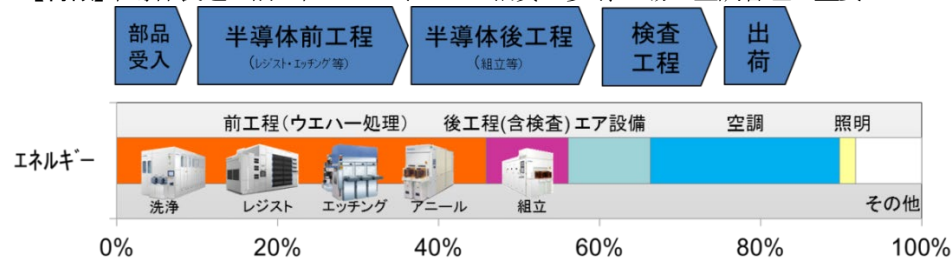 部品
受入
半導体前工程
(レジスト・エッチング等)
半導体後工程
(組立等)
検査
工程
出
荷
前工程(ウエハー処理) 後工程(含検査) エア設備 空調 照明
エネルギー
洗浄 レジスト エッチング アニール 組立 その他
0% 20% 40% 60% 80% 100%